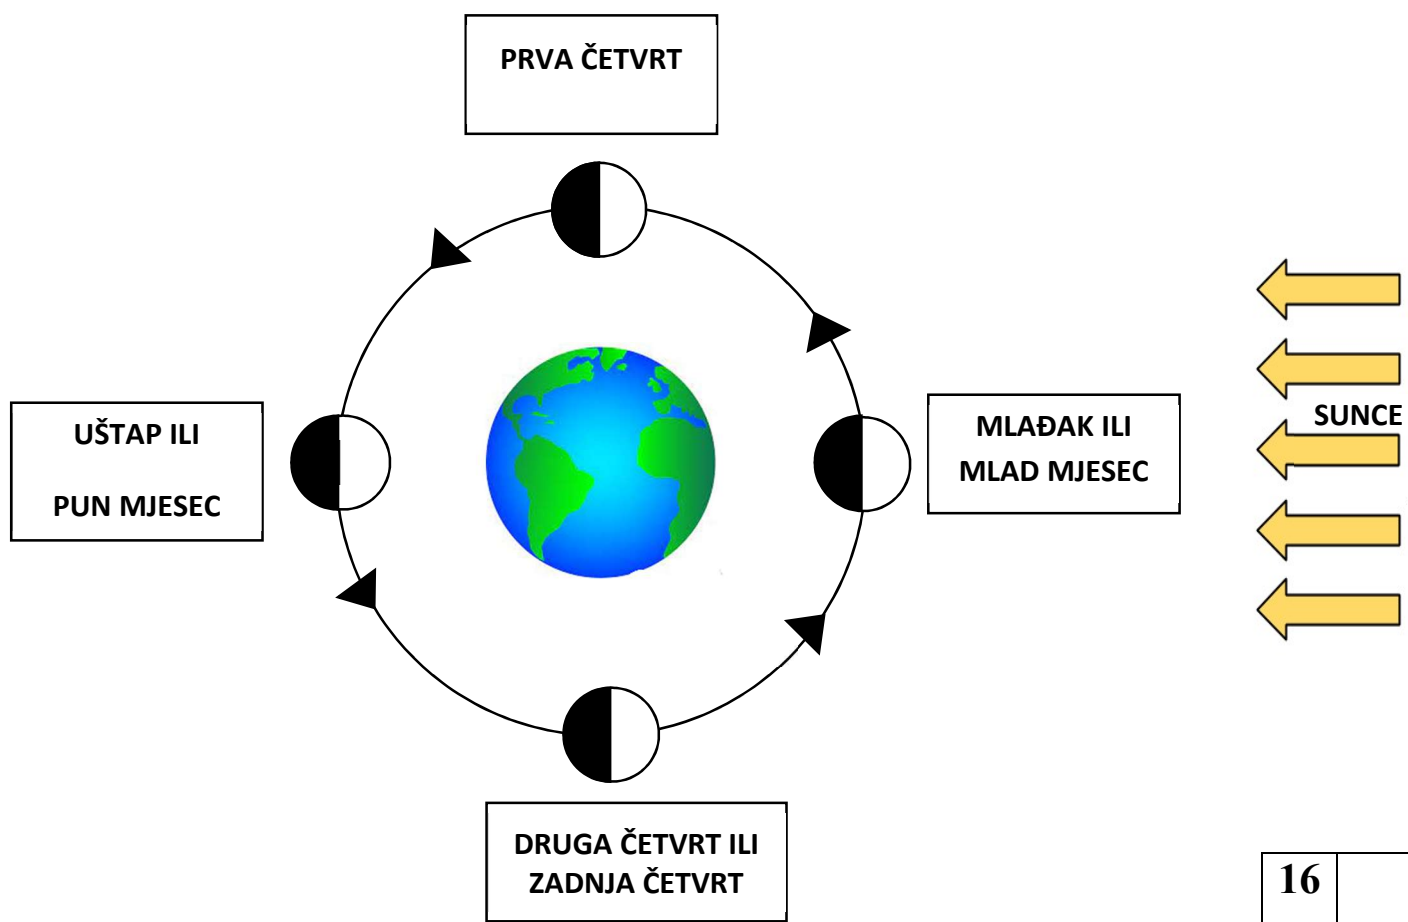 PRVA ČETVRT
UŠTAP ILI
PUN MJESEC
MLAĐAK ILI
MLAD MJESEC
SUNCE
DRUGA ČETVRT ILI
ZADNJA ČETVRT
16